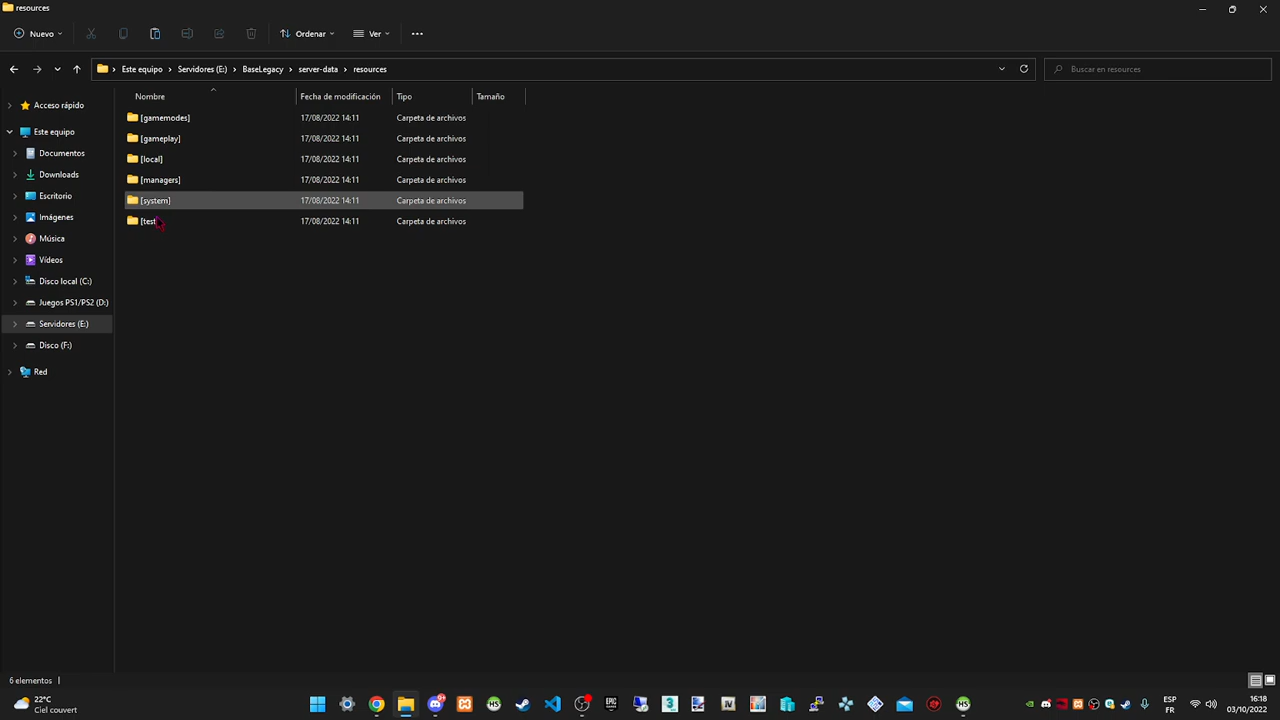 resources
Nuevo
Ordenar
Ver
Este equipo > Servidores (E:) > BaseLegacy > server-data > resources
Buscar en resources
Nombre Fecha de modificación Tipo Tamaño
[gamemodes] 17/08/2022 14:11 Carpeta de archivos
[gameplay] 17/08/2022 14:11 Carpeta de archivos
[local] 17/08/2022 14:11 Carpeta de archivos
[managers] 17/08/2022 14:11 Carpeta de archivos
[system] 17/08/2022 14:11 Carpeta de archivos
[test 17/08/2022 14:11 Carpeta de archivos
Acceso rápido
Este equipo
Documentos
Downloads
Escritorio
Imágenes
Música
Vídeos
Disco local (C:)
Juegos PS1/PS2 (D:)
Servidores (E:)
Disco (F:)
Red
6 elementos
22°C
Ciel couvert
ESP
FR
16:18
03/10/2022